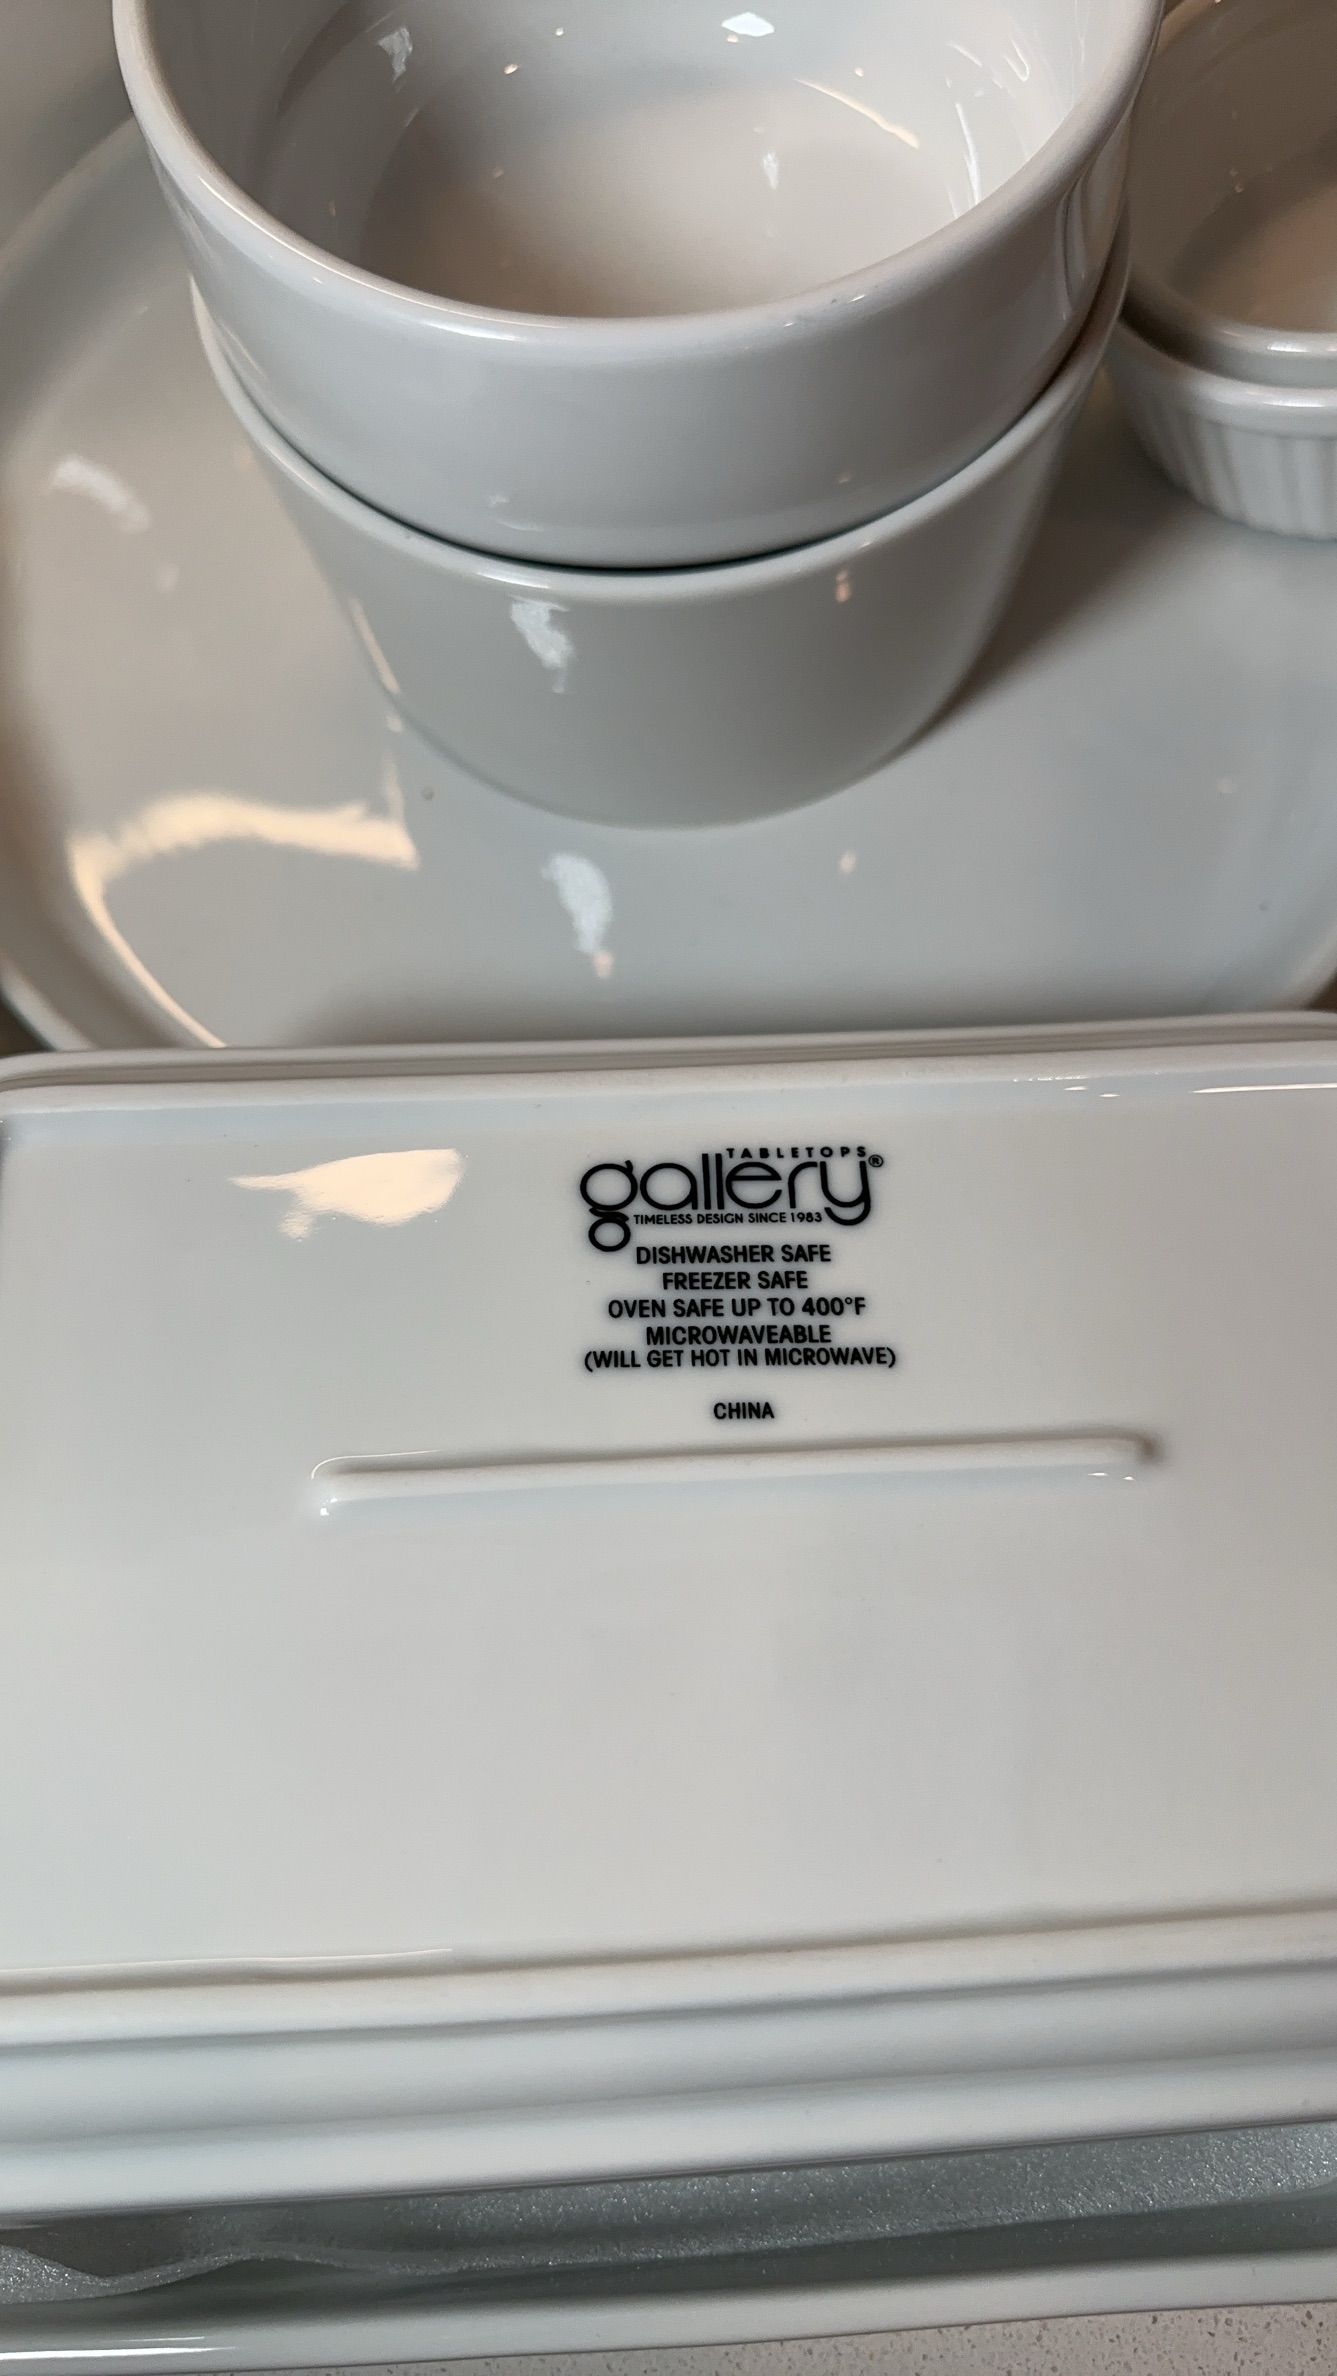 TABLETOPS
gallery®
TIMELESS DESIGN SINCE 1983
DISHWASHER SAFE
FREEZER SAFE
OVEN SAFE UP TO 400°F
MICROWAVEABLE
(WILL GET HOT IN MICROWAVE)
CHINA